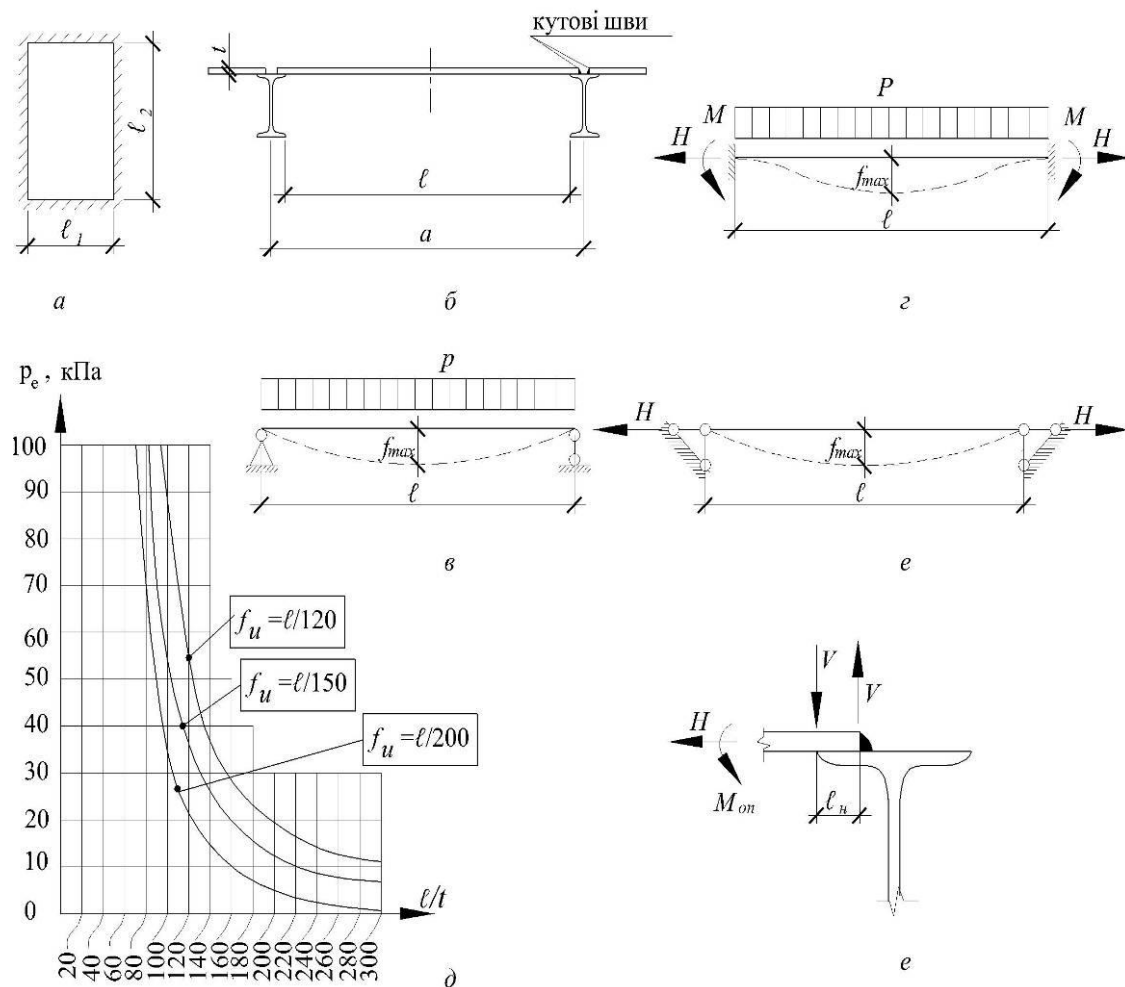 кутові шви
t
ℓ₂
ℓ₁
ℓ
a
P
M
M
H
H
fmax
ℓ
а
б
г
pₑ , кПа
100
90
80
70
60
50
40
30
20
10
0
20
40
60
80
100
120
140
160
180
200
220
240
260
280
300
ℓ/t
fᵤ =ℓ/120
fᵤ =ℓ/150
fᵤ =ℓ/200
д
p
fmax
ℓ
в
H
H
fmax
ℓ
е
V
V
H
Mоп
ℓн
е